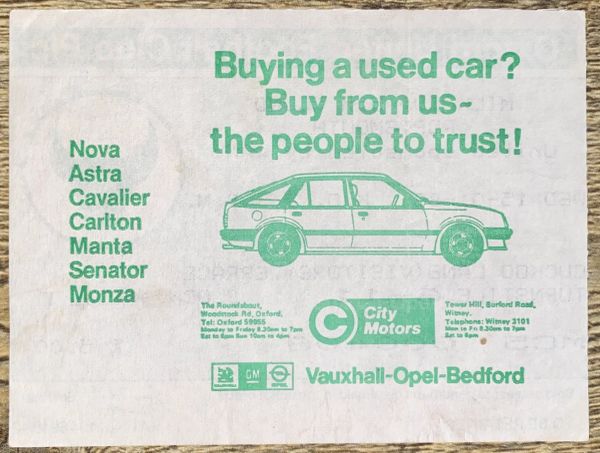 Buying a used car?
Buy from us~
the people to trust!
Nova
Astra
Cavalier
Carlton
Manta
Senator
Monza
The Roundabout,
Woodstock Rd, Oxford,
Tel: Oxford 59055
Monday to Friday 8.30am to 7pm
Sat to 6pm Sun 10am to 4pm
C City
Motors
Tower Hill, Burford Road,
Witney.
Telephone: Witney 3101
Mon to Fri 8.30am to 7pm
Sat to 6pm.
VAUXHALL GM OPEL
Vauxhall-Opel-Bedford